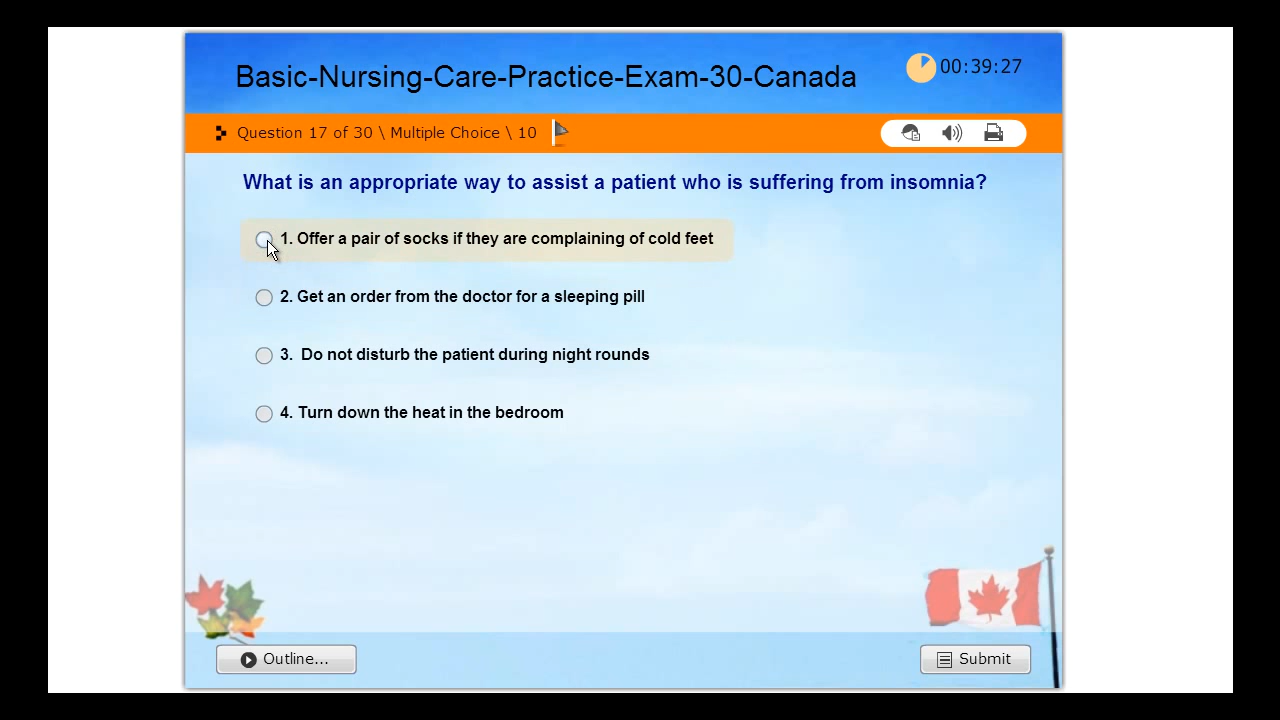 Basic-Nursing-Care-Practice-Exam-30-Canada
00:39:27
Question 17 of 30 \ Multiple Choice \ 10
What is an appropriate way to assist a patient who is suffering from insomnia?
1. Offer a pair of socks if they are complaining of cold feet
2. Get an order from the doctor for a sleeping pill
3.  Do not disturb the patient during night rounds
4. Turn down the heat in the bedroom
Outline...
Submit